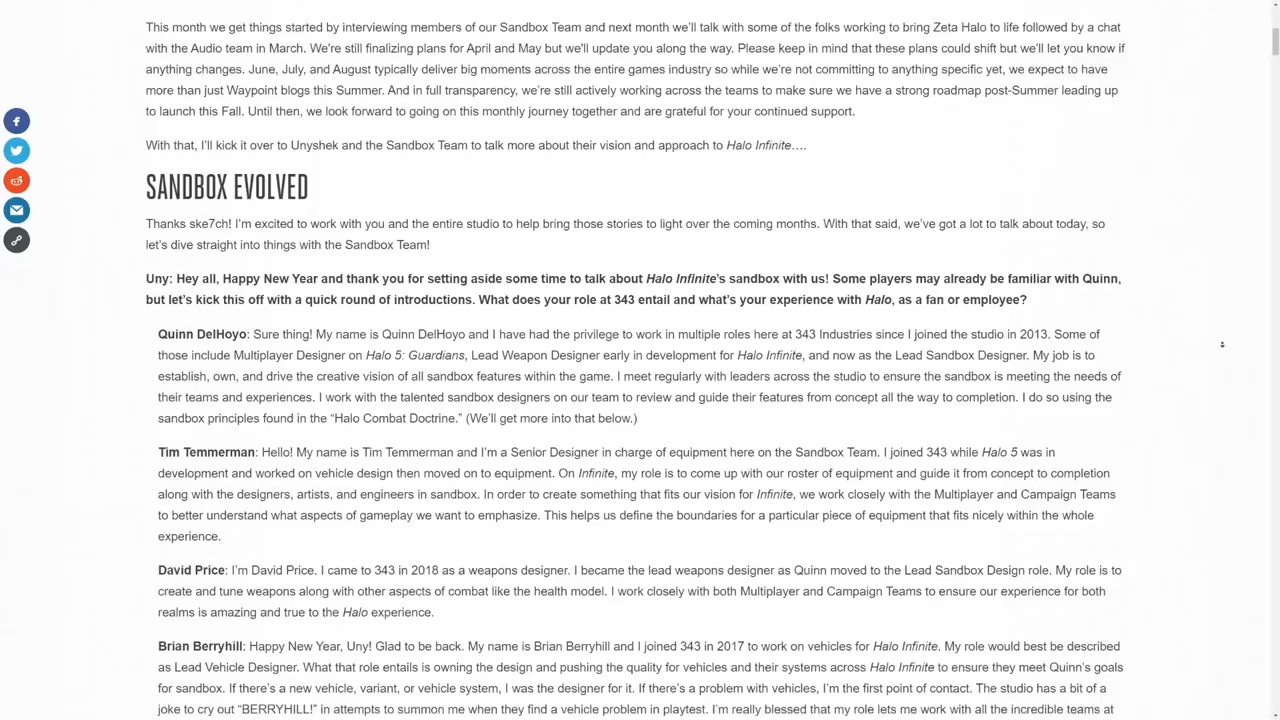 This month we get things started by interviewing members of our Sandbox Team and next month we'll talk with some of the folks working to bring Zeta Halo to life followed by a chat
with the Audio team in March. We're still finalizing plans for April and May but we'll update you along the way. Please keep in mind that these plans could shift but we'll let you know if
anything changes. June, July, and August typically deliver big moments across the entire games industry so while we're not committing to anything specific yet, we expect to have
more than just Waypoint blogs this Summer. And in full transparency, we're still actively working across the teams to make sure we have a strong roadmap post-Summer leading up
to launch this Fall. Until then, we look forward to going on this monthly journey together and are grateful for your continued support.
With that, I'll kick it over to Unyshek and the Sandbox Team to talk more about their vision and approach to Halo Infinite….
SANDBOX EVOLVED
Thanks ske7ch! I'm excited to work with you and the entire studio to help bring those stories to light over the coming months. With that said, we've got a lot to talk about today, so
let's dive straight into things with the Sandbox Team!
Uny: Hey all, Happy New Year and thank you for setting aside some time to talk about Halo Infinite's sandbox with us! Some players may already be familiar with Quinn,
but let's kick this off with a quick round of introductions. What does your role at 343 entail and what's your experience with Halo, as a fan or employee?
Quinn DelHoyo: Sure thing! My name is Quinn DelHoyo and I have had the privilege to work in multiple roles here at 343 Industries since I joined the studio in 2013. Some of
those include Multiplayer Designer on Halo 5: Guardians, Lead Weapon Designer early in development for Halo Infinite, and now as the Lead Sandbox Designer. My job is to
establish, own, and drive the creative vision of all sandbox features within the game. I meet regularly with leaders across the studio to ensure the sandbox is meeting the needs of
their teams and experiences. I work with the talented sandbox designers on our team to review and guide their features from concept all the way to completion. I do so using the
sandbox principles found in the “Halo Combat Doctrine.” (We'll get more into that below.)
Tim Temmerman: Hello! My name is Tim Temmerman and I'm a Senior Designer in charge of equipment here on the Sandbox Team. I joined 343 while Halo 5 was in
development and worked on vehicle design then moved on to equipment. On Infinite, my role is to come up with our roster of equipment and guide it from concept to completion
along with the designers, artists, and engineers in sandbox. In order to create something that fits our vision for Infinite, we work closely with the Multiplayer and Campaign Teams
to better understand what aspects of gameplay we want to emphasize. This helps us define the boundaries for a particular piece of equipment that fits nicely within the whole
experience.
David Price: I'm David Price. I came to 343 in 2018 as a weapons designer. I became the lead weapons designer as Quinn moved to the Lead Sandbox Design role. My role is to
create and tune weapons along with other aspects of combat like the health model. I work closely with both Multiplayer and Campaign Teams to ensure our experience for both
realms is amazing and true to the Halo experience.
Brian Berryhill: Happy New Year, Uny! Glad to be back. My name is Brian Berryhill and I joined 343 in 2017 to work on vehicles for Halo Infinite. My role would best be described
as Lead Vehicle Designer. What that role entails is owning the design and pushing the quality for vehicles and their systems across Halo Infinite to ensure they meet Quinn's goals
for sandbox. If there's a new vehicle, variant, or vehicle system, I was the designer for it. If there's a problem with vehicles, I'm the first point of contact. The studio has a bit of a
joke to cry out “BERRYHILL!” in attempts to summon me when they find a vehicle problem in playtest. I'm really blessed that my role lets me work with all the incredible teams at